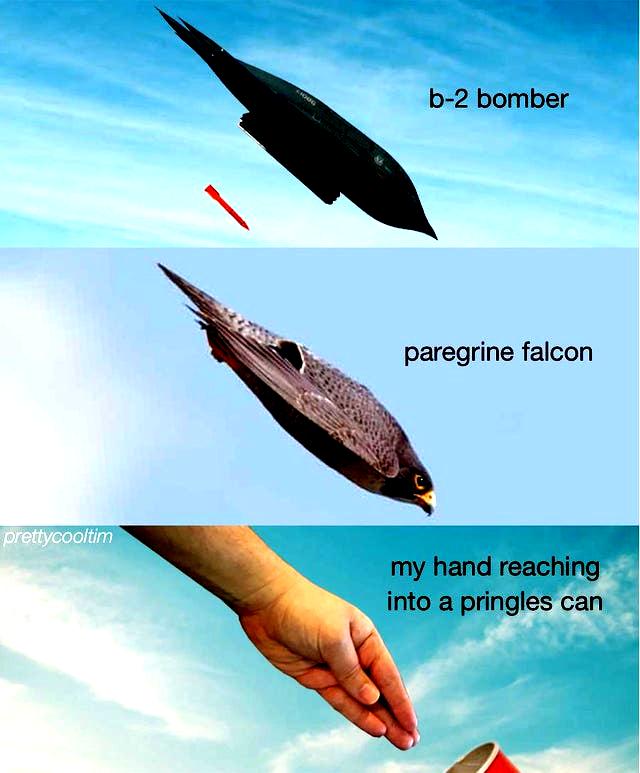 b-2 bomber
paregrine falcon
prettycooltim
my hand reaching
into a pringles can